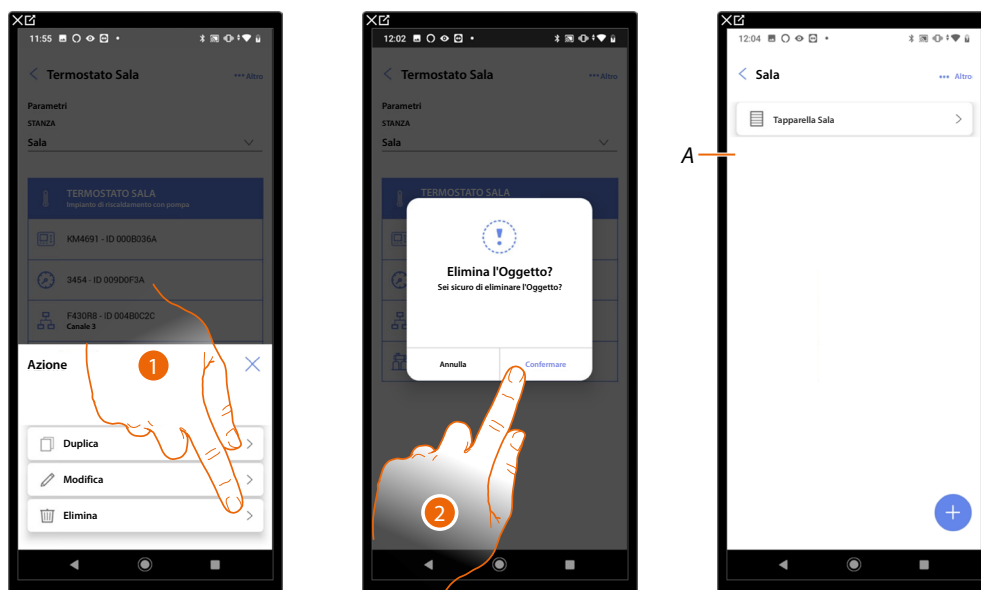 11:55
Termostato Sala
••• Altro
Parametri
STANZA
Sala
TERMOSTATO SALA
Impianto di riscaldamento con pompa
KM4691 - ID 000B036A
3454 - ID 009D0F3A
F430R8 - ID 004B0C2C
Canale 3
Azione
1
Duplica
Modifica
Elimina
12:02
Termostato Sala
••• Altro
Parametri
STANZA
Sala
TERMOSTATO SALA
Elimina l'Oggetto?
Sei sicuro di eliminare l'Oggetto?
Annulla
Confermare
2
12:04
Sala
••• Altro
Tapparella Sala
A